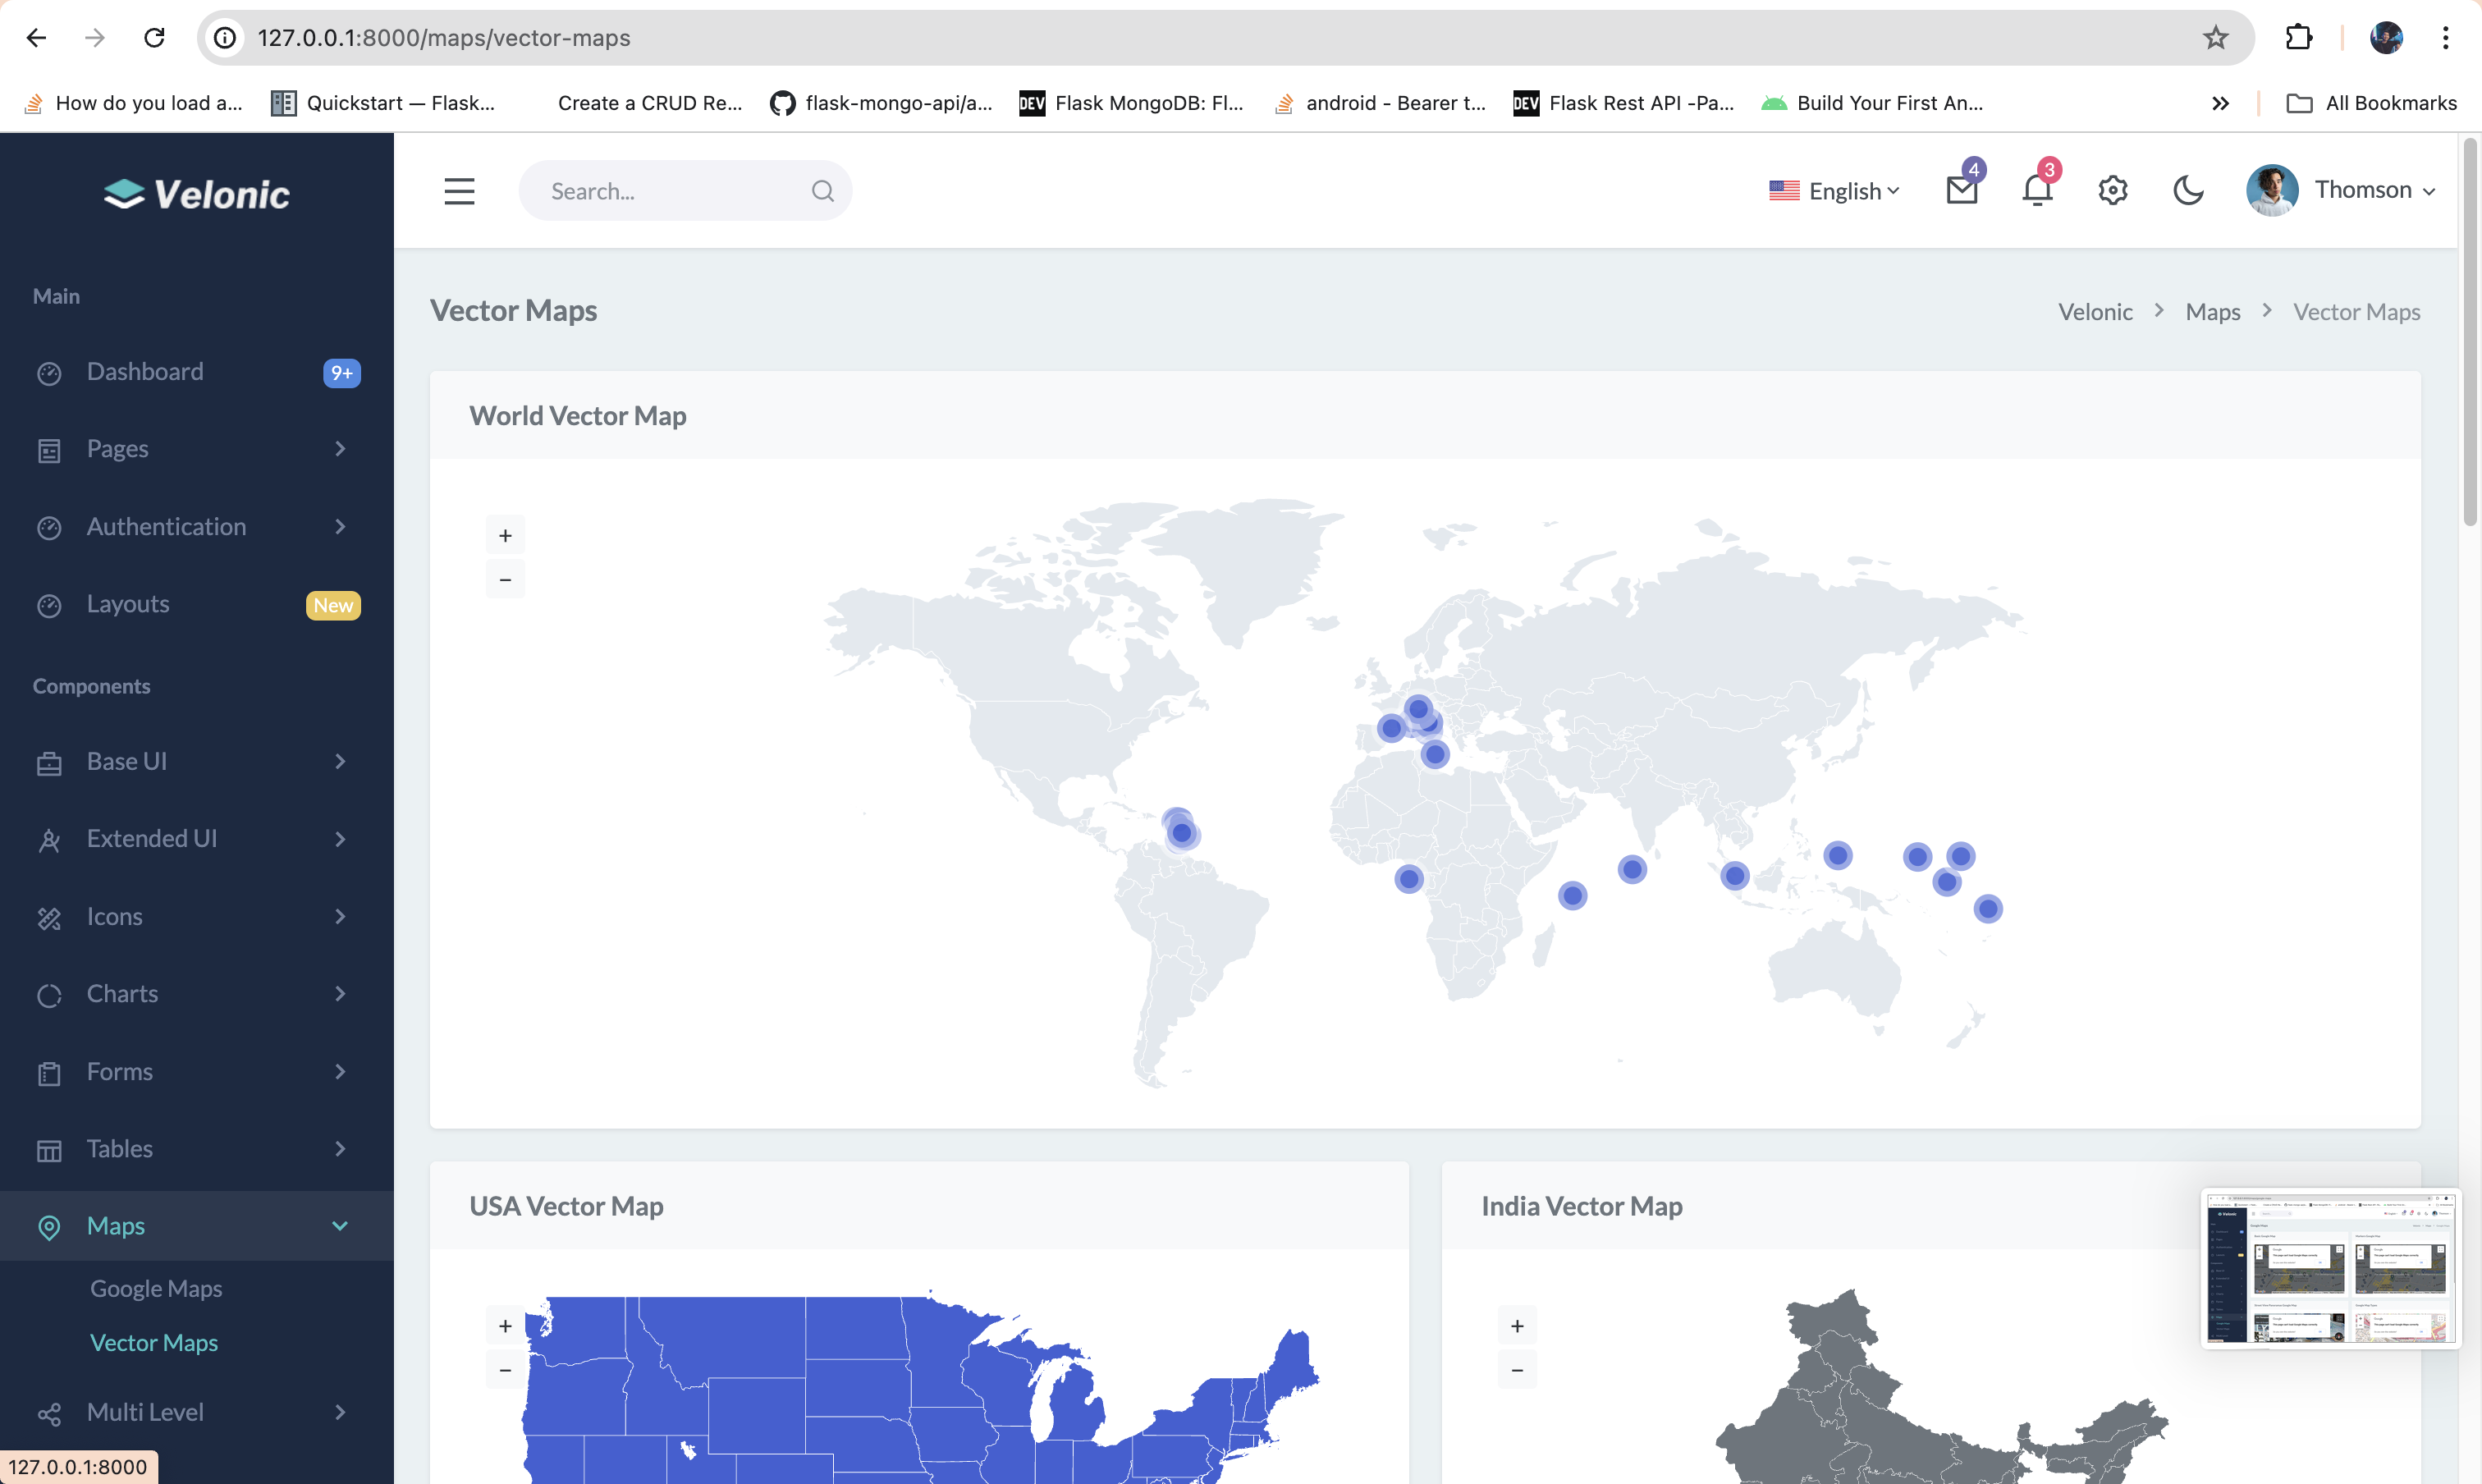 127.0.0.1:8000/maps/vector-maps
How do you load a...
Quickstart — Flask...
Create a CRUD Re...
flask-mongo-api/a...
DEV
Flask MongoDB: Fl...
android - Bearer t...
DEV
Flask Rest API -Pa...
Build Your First An...
All Bookmarks
Velonic
Search...
English
4
3
Thomson
Main
Dashboard
9+
Pages
Authentication
Layouts
New
Components
Base UI
Extended UI
Icons
Charts
Forms
Tables
Maps
Google Maps
Vector Maps
Multi Level
127.0.0.1:8000
Vector Maps
Velonic > Maps > Vector Maps
World Vector Map
+
−
USA Vector Map
+
−
India Vector Map
+
−